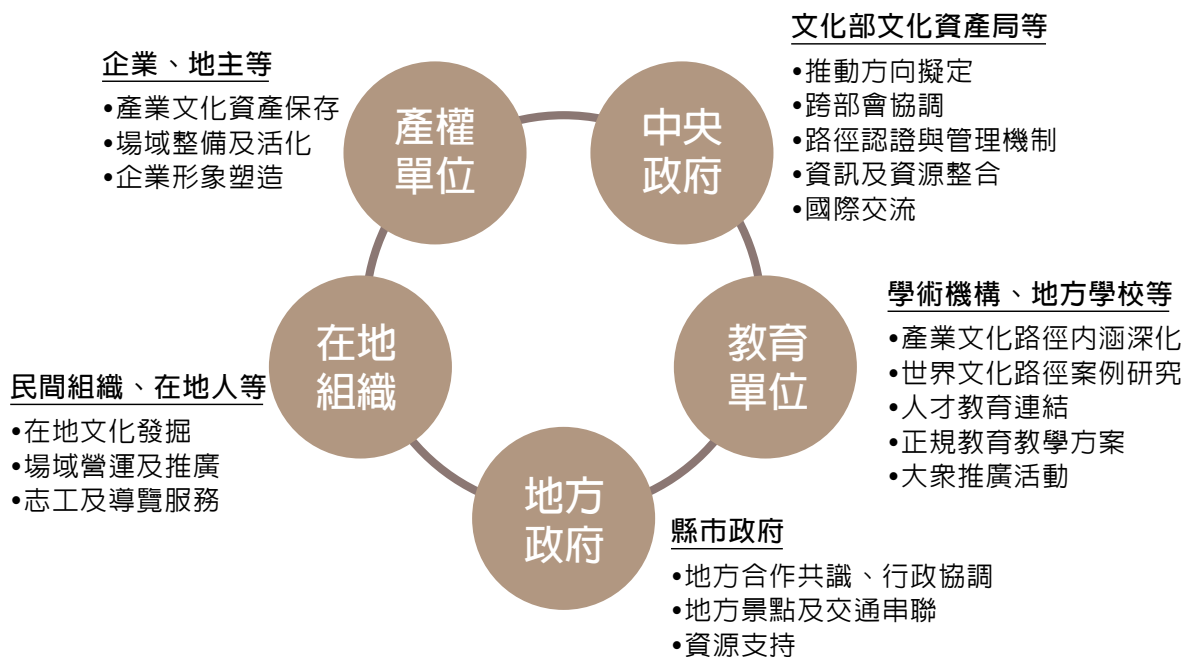 企業、地主等
•產業文化資產保存
•場域整備及活化
•企業形象塑造
產權
單位
文化部文化資產局等
•推動方向擬定
•跨部會協調
•路徑認證與管理機制
•資訊及資源整合
•國際交流
中央
政府
學術機構、地方學校等
•產業文化路徑內涵深化
•世界文化路徑案例研究
•人才教育連結
•正規教育教學方案
•大眾推廣活動
教育
單位
民間組織、在地人等
•在地文化發掘
•場域營運及推廣
•志工及導覽服務
在地
組織
地方
政府
縣市政府
•地方合作共識、行政協調
•地方景點及交通串聯
•資源支持